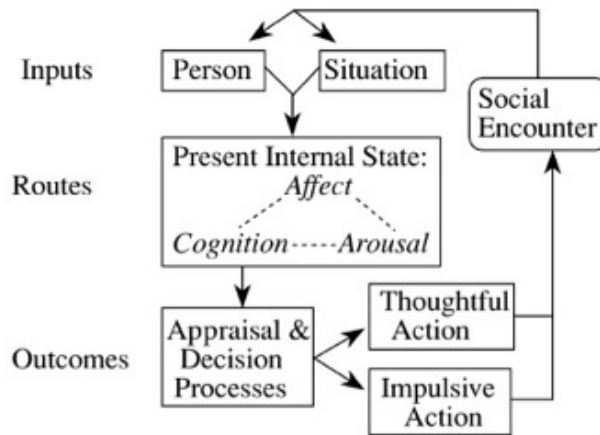 Inputs
Person
Situation
Social
Encounter
Routes
Present Internal State:
Affect
Cognition
Arousal
Outcomes
Appraisal &
Decision
Processes
Thoughtful
Action
Impulsive
Action